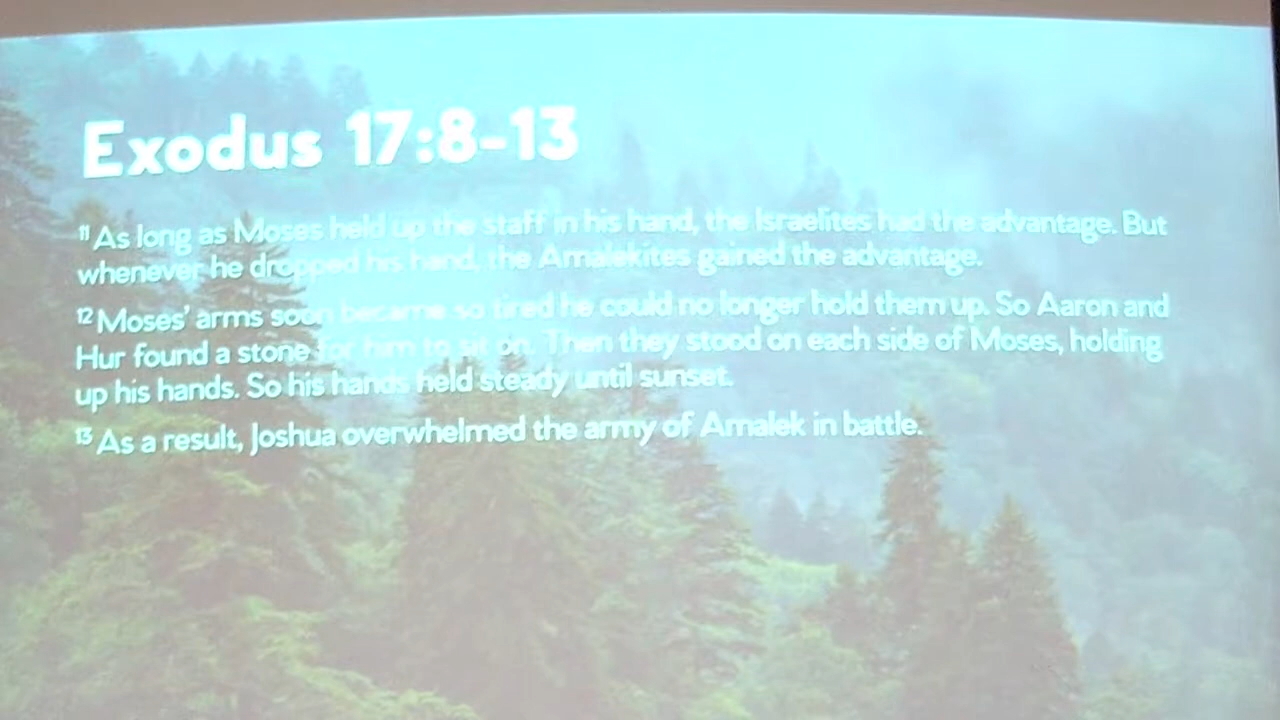 Exodus 17:8-13
11 As long as Moses held up the staff in his hand, the Israelites had the advantage. But
whenever he dropped his hand, the Amalekites gained the advantage.
12 Moses' arms soon became so tired he could no longer hold them up. So Aaron and
Hur found a stone for him to sit on. Then they stood on each side of Moses, holding
up his hands. So his hands held steady until sunset.
13 As a result, Joshua overwhelmed the army of Amalek in battle.